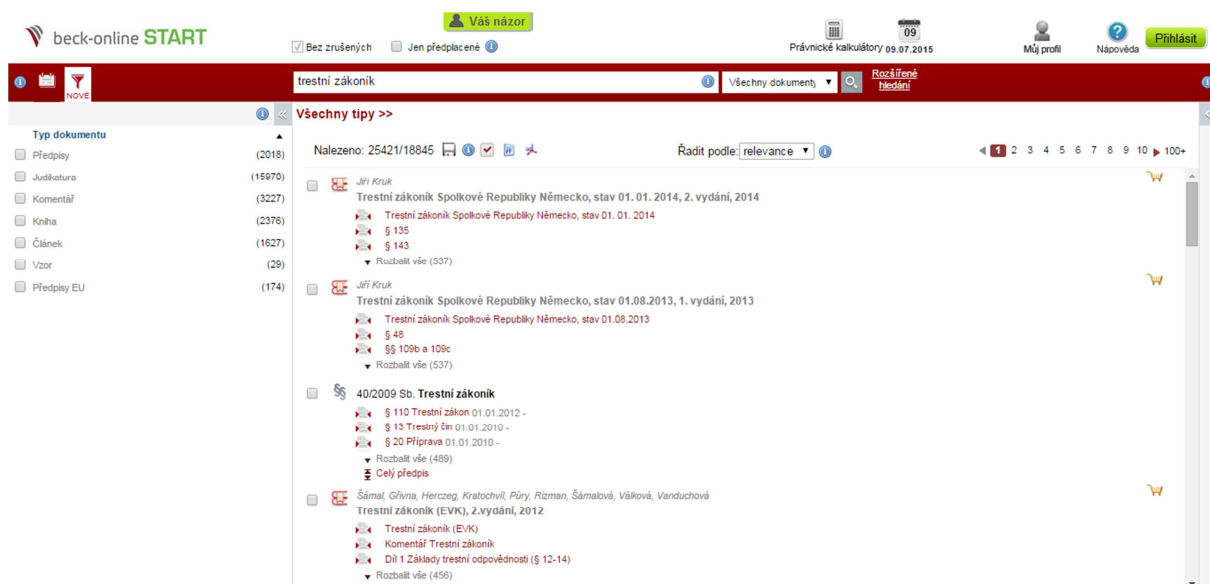 beck-online START
Váš názor
Bez zrušených Jen předplacené
Právnické kalkulátory
09
09.07.2015
Můj profil
Nápověda
Přihlásit
NOVÉ
trestní zákoník
Všechny dokumenty
Rozšířené
hledání
Všechny tipy >>
Typ dokumentu
Předpisy (2018)
Judikatura (15970)
Komentář (3227)
Kniha (2376)
Článek (1627)
Vzor (29)
Předpisy EU (174)
Nalezeno: 25421/18845
Řadit podle: relevance
1 2 3 4 5 6 7 8 9 10 100+
Jiří Kruk
Trestní zákoník Spolkové Republiky Německo, stav 01. 01. 2014, 2. vydání, 2014
Trestní zákoník Spolkové Republiky Německo, stav 01. 01. 2014
§ 135
§ 143
Rozbalit vše (537)
Jiří Kruk
Trestní zákoník Spolkové Republiky Německo, stav 01.08.2013, 1. vydání, 2013
Trestní zákoník Spolkové Republiky Německo, stav 01.08.2013
§ 48
§§ 109b a 109c
Rozbalit vše (537)
§§ 40/2009 Sb. Trestní zákoník
§ 110 Trestní zákon 01.01.2012 -
§ 13 Trestný čin 01.01.2010 -
§ 20 Příprava 01.01.2010 -
Rozbalit vše (489)
Celý předpis
Šámal, Gřivna, Herczeg, Kratochvíl, Púry, Rizman, Šámalová, Válková, Vanduchová
Trestní zákoník (EVK), 2.vydání, 2012
Trestní zákoník (EVK)
Komentář Trestní zákoník
Díl 1 Základy trestní odpovědnosti (§ 12-14)
Rozbalit vše (456)